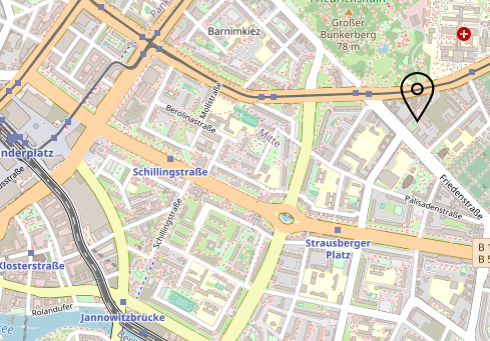 Friedrichshain
Großer
Bunkerberg
78 m
Barnimkiez
Mollstraße
Berolinastraße
Mitte
nderplatz
Schillingstraße
Schillingstraße
Palisadenstraße
Friedenstraße
Strausberger
Platz
B 1
B 5
Klosterstraße
Rolandufer
Jannowitzbrücke